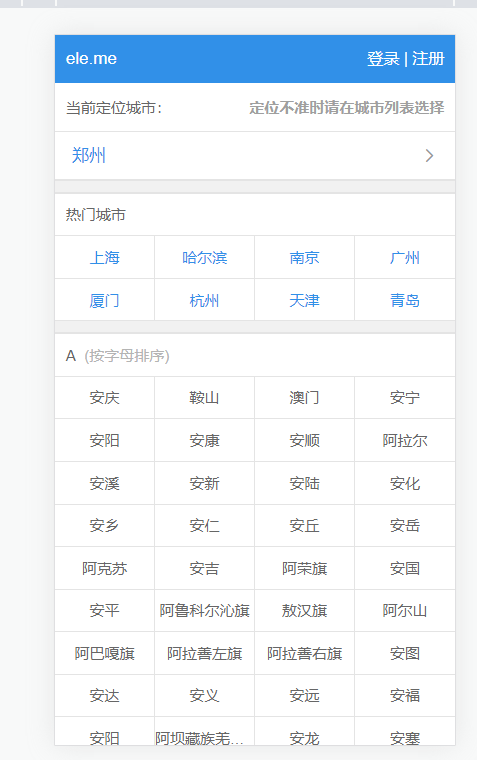 ele.me 登录 | 注册
当前定位城市： 定位不准时请在城市列表选择
郑州
热门城市
上海 哈尔滨 南京 广州
厦门 杭州 天津 青岛
A (按字母排序)
安庆 鞍山 澳门 安宁
安阳 安康 安顺 阿拉尔
安溪 安新 安陆 安化
安乡 安仁 安丘 安岳
阿克苏 安吉 阿荣旗 安国
安平 阿鲁科尔沁旗 敖汉旗 阿尔山
阿巴嘎旗 阿拉善左旗 阿拉善右旗 安图
安达 安义 安远 安福
安阳 阿坝藏族羌... 安龙 安塞